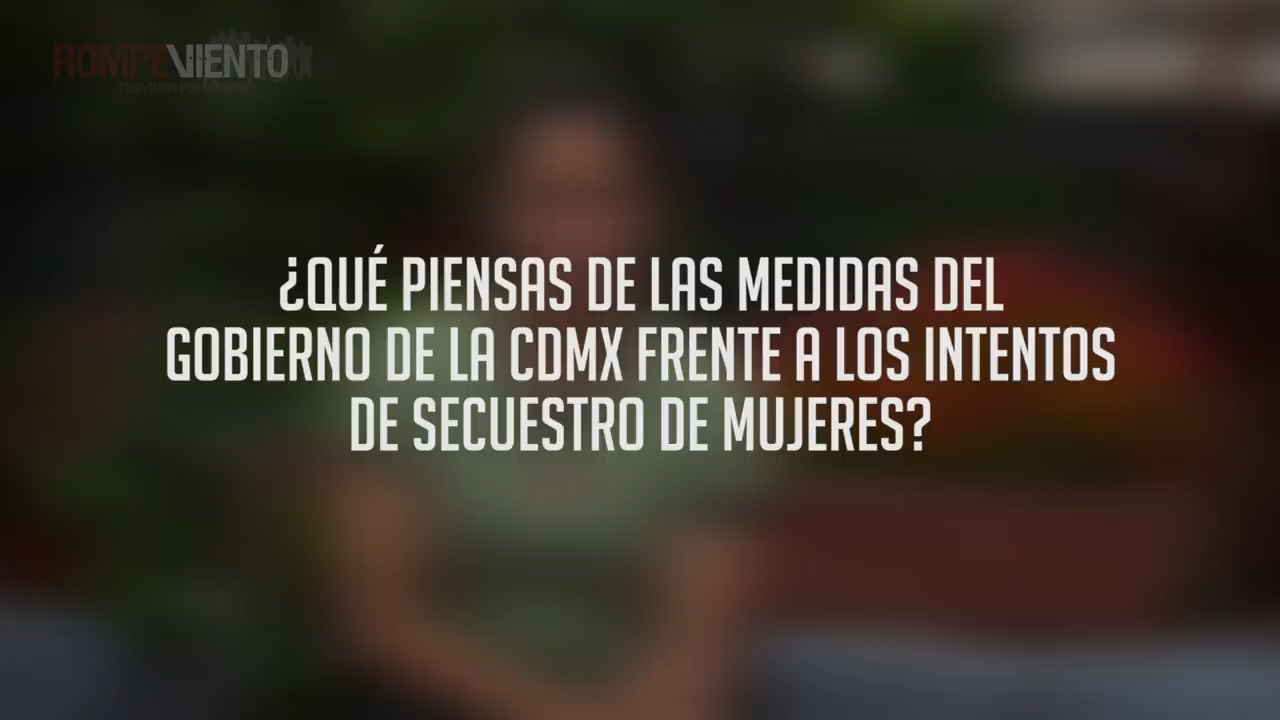 ROMPEVIENTO
¿QUÉ PIENSAS DE LAS MEDIDAS DEL
GOBIERNO DE LA CDMX FRENTE A LOS INTENTOS
DE SECUESTRO DE MUJERES?